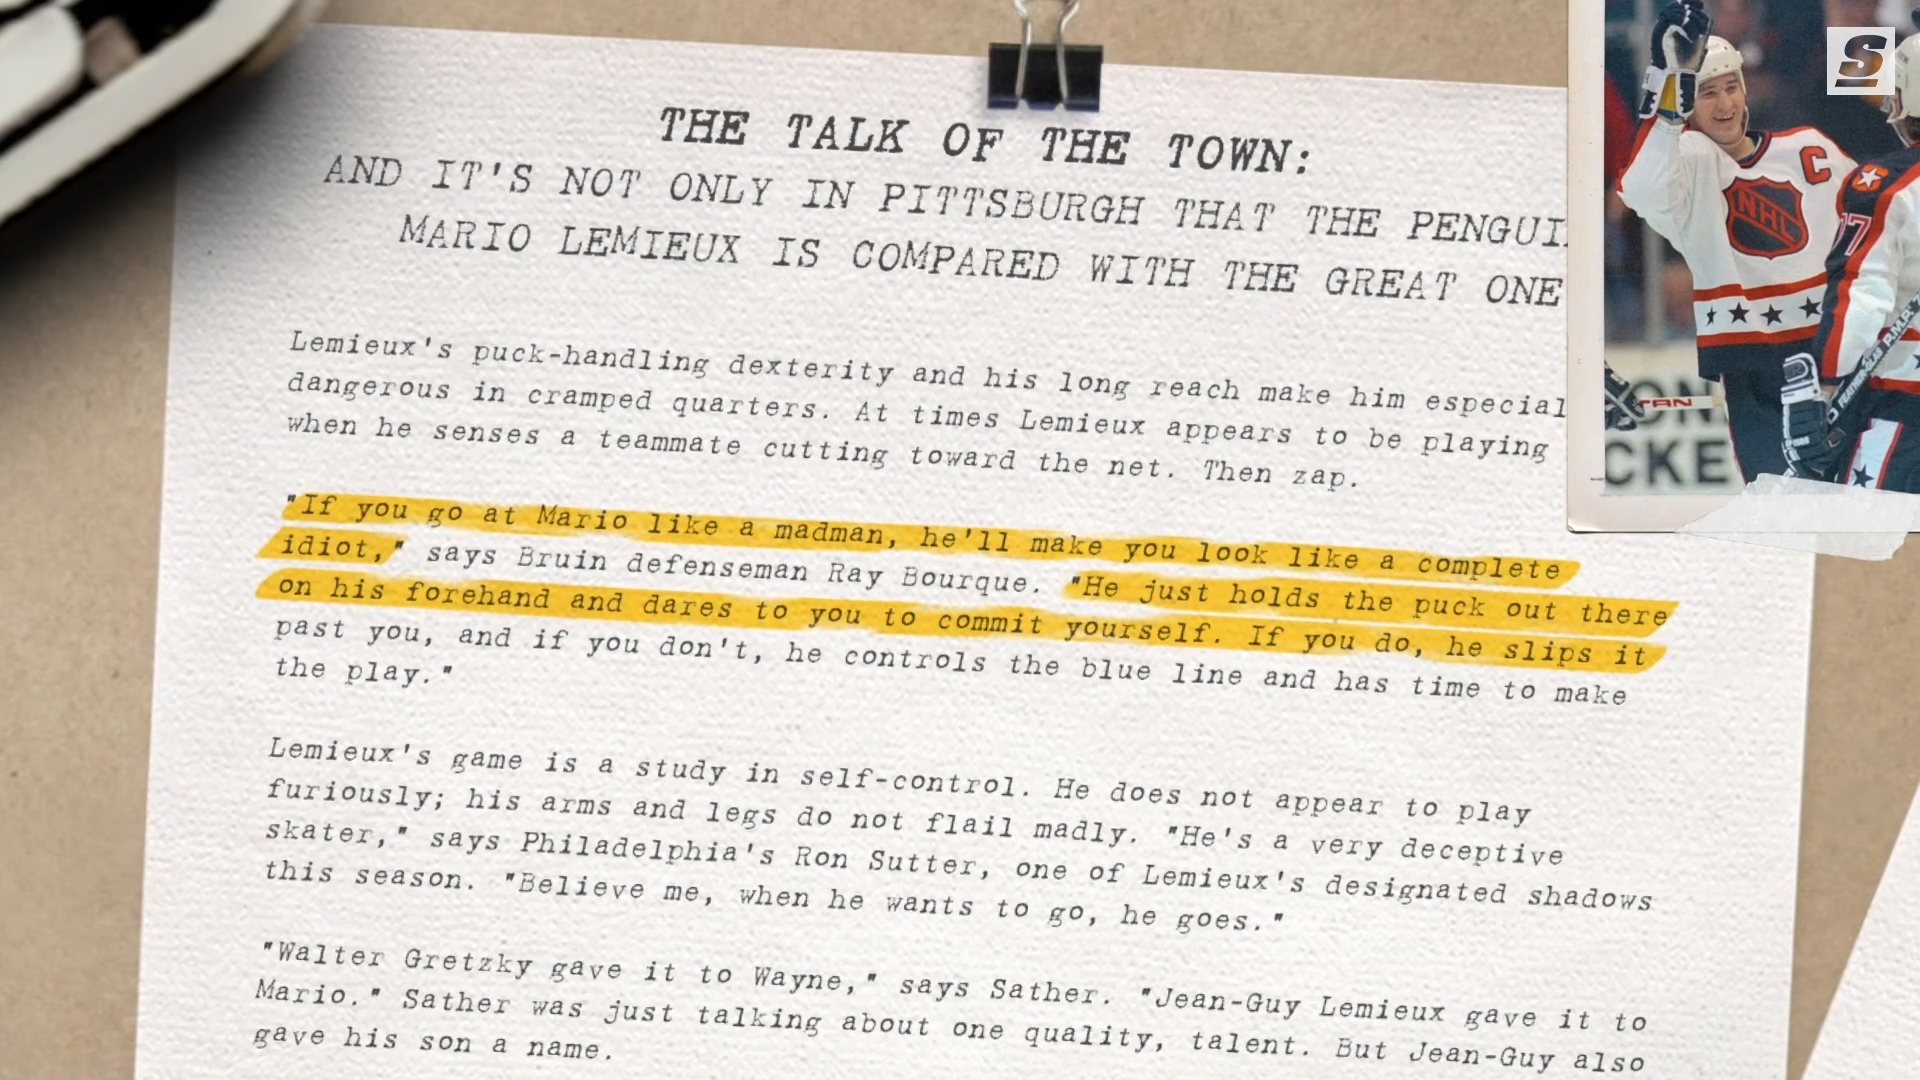 THE TALK OF THE TOWN:
AND IT'S NOT ONLY IN PITTSBURGH THAT THE PENGUI
MARIO LEMIEUX IS COMPARED WITH THE GREAT ONE
Lemieux's puck-handling dexterity and his long reach make him especial
dangerous in cramped quarters. At times Lemieux appears to be playing
when he senses a teammate cutting toward the net. Then zap.
"If you go at Mario like a madman, he'll make you look like a complete
idiot," says Bruin defenseman Ray Bourque. "He just holds the puck out there
on his forehand and dares to you to commit yourself. If you do, he slips it
past you, and if you don't, he controls the blue line and has time to make
the play."
Lemieux's game is a study in self-control. He does not appear to play
furiously; his arms and legs do not flail madly. "He's a very deceptive
skater," says Philadelphia's Ron Sutter, one of Lemieux's designated shadows
this season. "Believe me, when he wants to go, he goes."
"Walter Gretzky gave it to Wayne," says Sather. "Jean-Guy Lemieux gave it to
Mario." Sather was just talking about one quality, talent. But Jean-Guy also
gave his son a name.
S
C
NHL
CKE